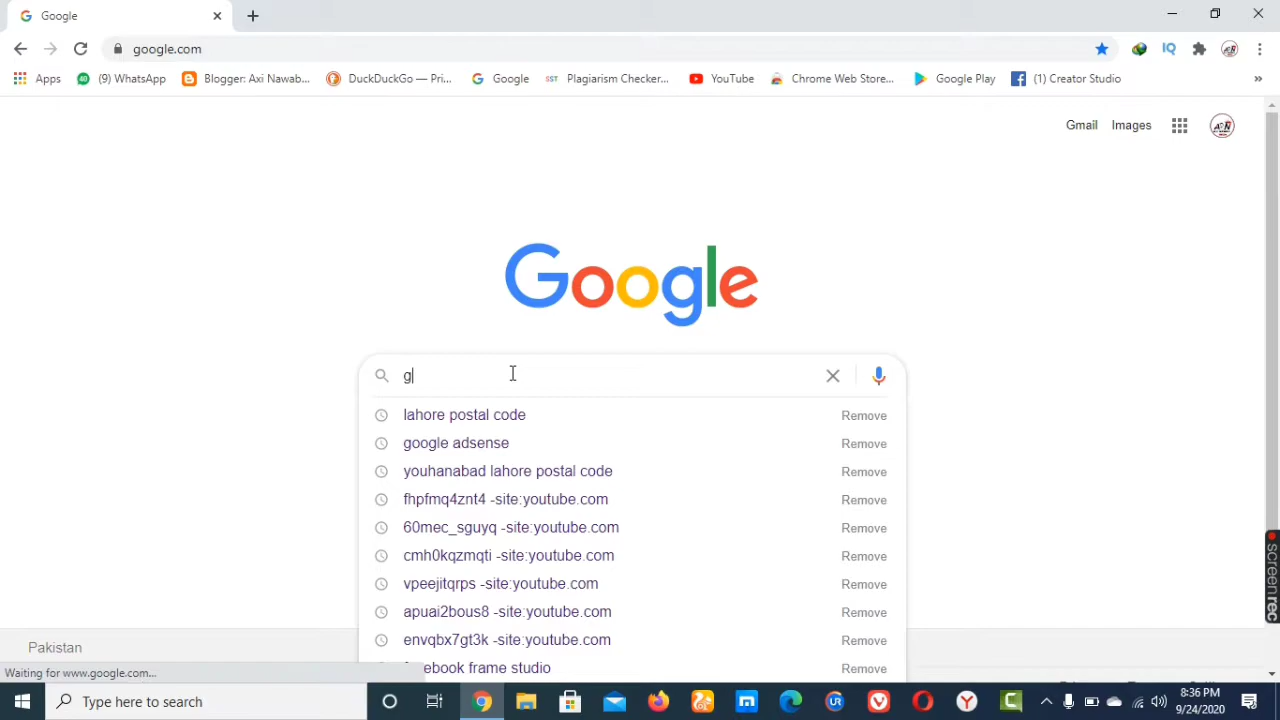 Google
google.com
Apps
(9) WhatsApp
Blogger: Axi Nawab...
DuckDuckGo — Pri...
Google
SST
Plagiarism Checker...
YouTube
Chrome Web Store...
Google Play
(1) Creator Studio
IQ
Gmail
Images
Google
g
lahore postal code
Remove
google adsense
Remove
youhanabad lahore postal code
Remove
fhpfmq4znt4 -site:youtube.com
Remove
60mec_sguyq -site:youtube.com
Remove
cmh0kqzmqti -site:youtube.com
Remove
vpeejitqrps -site:youtube.com
Remove
apuai2bous8 -site:youtube.com
Remove
envqbx7gt3k -site:youtube.com
Remove
frame studio
Remove
screenrec
Pakistan
Waiting for www.google.com...
Type here to search
8:36 PM
9/24/2020